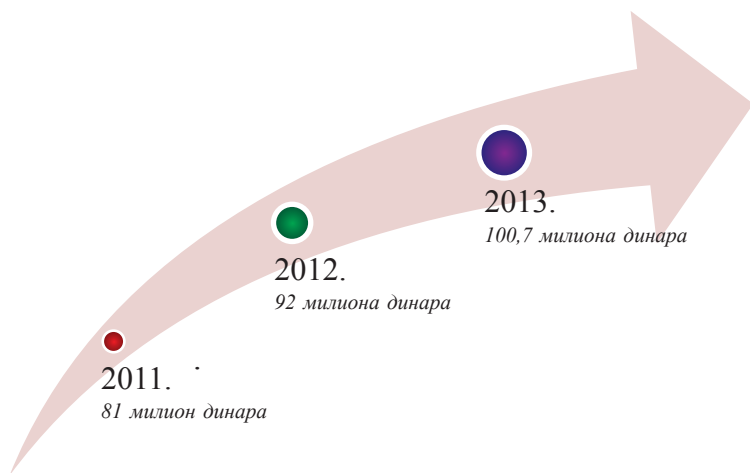 2011.
81 милион динара
2012.
92 милиона динара
2013.
100,7 милиона динара